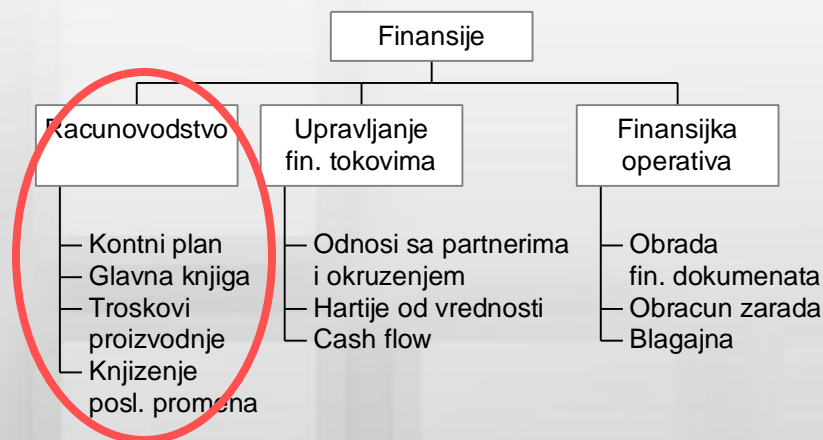 Finansije
Racunovodstvo
Upravljanje
fin. tokovima
Finansijka
operativa
Kontni plan
Glavna knjiga
Troskovi
proizvodnje
Knjizenje
posl. promena
Odnosi sa partnerima
i okruzenjem
Hartije od vrednosti
Cash flow
Obrada
fin. dokumenata
Obracun zarada
Blagajna